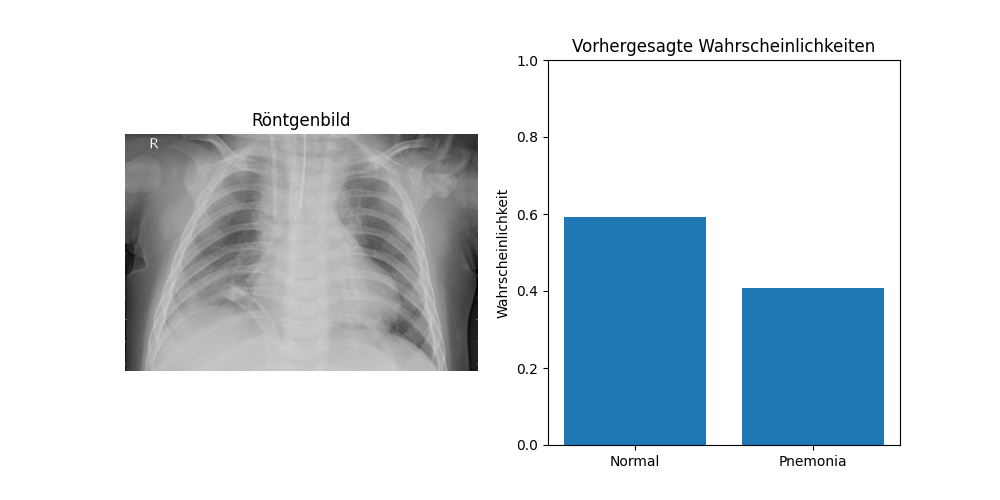 Röntgenbild
R
Vorhergesagte Wahrscheinlichkeiten
Wahrscheinlichkeit
1.0
0.8
0.6
0.4
0.2
0.0
Normal
Pnemonia